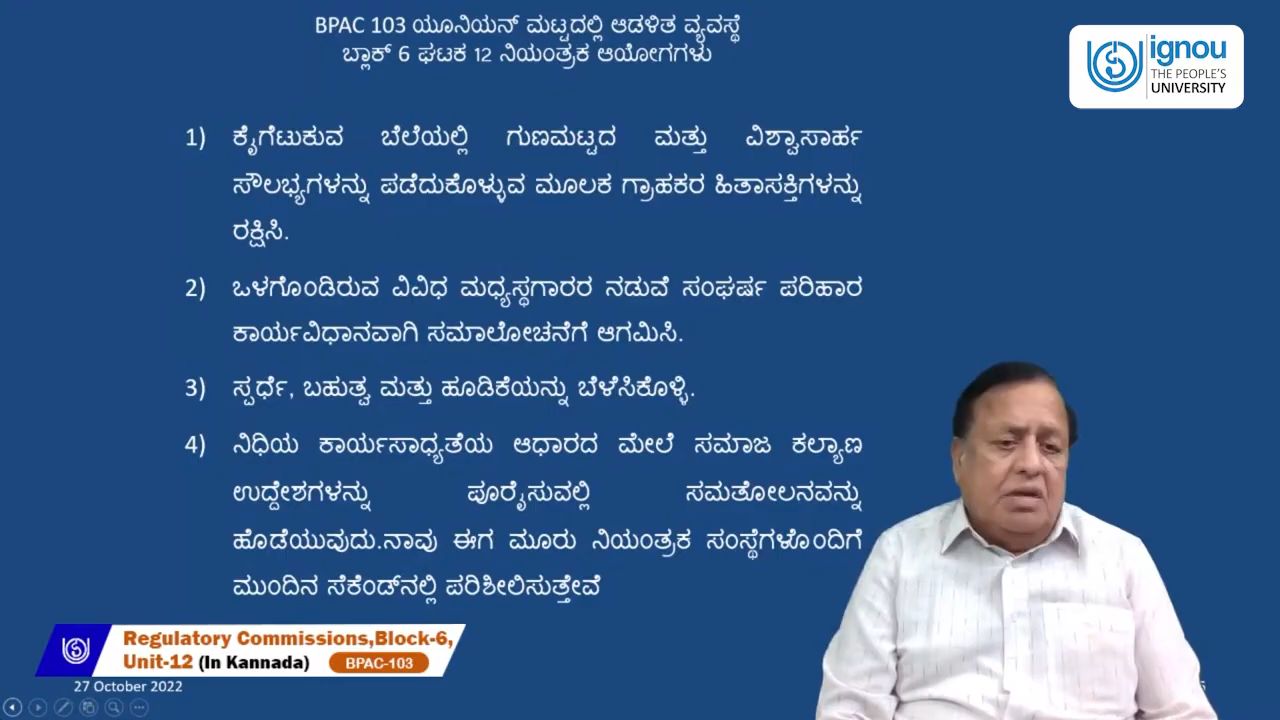 BPAC 103 ಯೂನಿಯನ್ ಮಟ್ಟದಲ್ಲಿ ಆಡಳಿತ ವ್ಯವಸ್ಥೆ
ಬ್ಲಾಕ್ 6 ಘಟಕ 12 ನಿಯಂತ್ರಕ ಆಯೋಗಗಳು
ignou
THE PEOPLE'S
UNIVERSITY
1) ಕೈಗೆಟುಕುವ ಬೆಲೆಯಲ್ಲಿ ಗುಣಮಟ್ಟದ ಮತ್ತು ವಿಶ್ವಾಸಾರ್ಹ
ಸೌಲಭ್ಯಗಳನ್ನು ಪಡೆದುಕೊಳ್ಳುವ ಮೂಲಕ ಗ್ರಾಹಕರ ಹಿತಾಸಕ್ತಿಗಳನ್ನು
ರಕ್ಷಿಸಿ.
2) ಒಳಗೊಂಡಿರುವ ವಿವಿಧ ಮಧ್ಯಸ್ಥಗಾರರ ನಡುವೆ ಸಂಘರ್ಷ ಪರಿಹಾರ
ಕಾರ್ಯವಿಧಾನವಾಗಿ ಸಮಾಲೋಚನೆಗೆ ಆಗಮಿಸಿ.
3) ಸ್ಪರ್ಧೆ, ಬಹುತ್ವ ಮತ್ತು ಹೂಡಿಕೆಯನ್ನು ಬೆಳೆಸಿಕೊಳ್ಳಿ.
4) ನಿಧಿಯ ಕಾರ್ಯಸಾಧ್ಯತೆಯ ಆಧಾರದ ಮೇಲೆ ಸಮಾಜ ಕಲ್ಯಾಣ
ಉದ್ದೇಶಗಳನ್ನು ಪೂರೈಸುವಲ್ಲಿ ಸಮತೋಲನವನ್ನು
ಹೊಡೆಯುವುದು.ನಾವು ಈಗ ಮೂರು ನಿಯಂತ್ರಕ ಸಂಸ್ಥೆಗಳೊಂದಿಗೆ
ಮುಂದಿನ ಸೆಕೆಂಡ್‌ನಲ್ಲಿ ಪರಿಶೀಲಿಸುತ್ತೇವೆ
Regulatory Commissions,Block-6,
Unit-12 (In Kannada) BPAC-103
27 October 2022